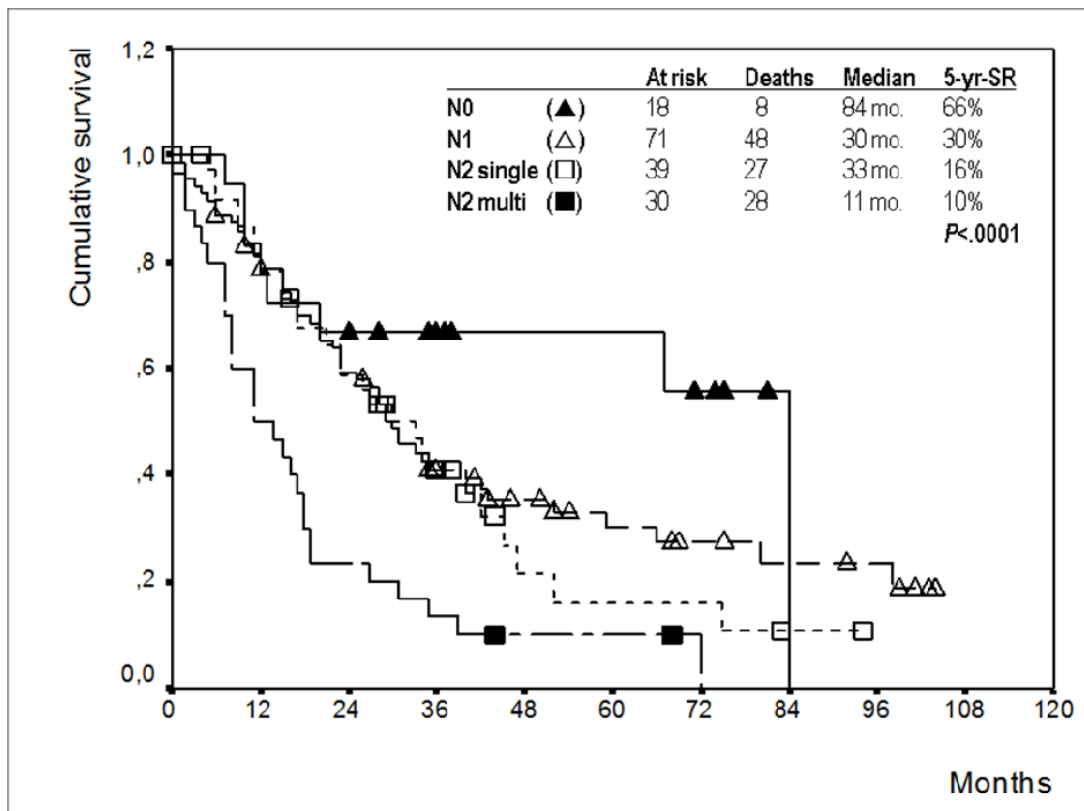 1,2
At risk Deaths Median 5-yr-SR
N0 (▲) 18 8 84 mo. 66%
N1 (△) 71 48 30 mo. 30%
N2 single (□) 39 27 33 mo. 16%
N2 multi (■) 30 28 11 mo. 10%
P<.0001
1,0
,8
,6
,4
,2
0,0
Cumulative survival
0 12 24 36 48 60 72 84 96 108 120
Months